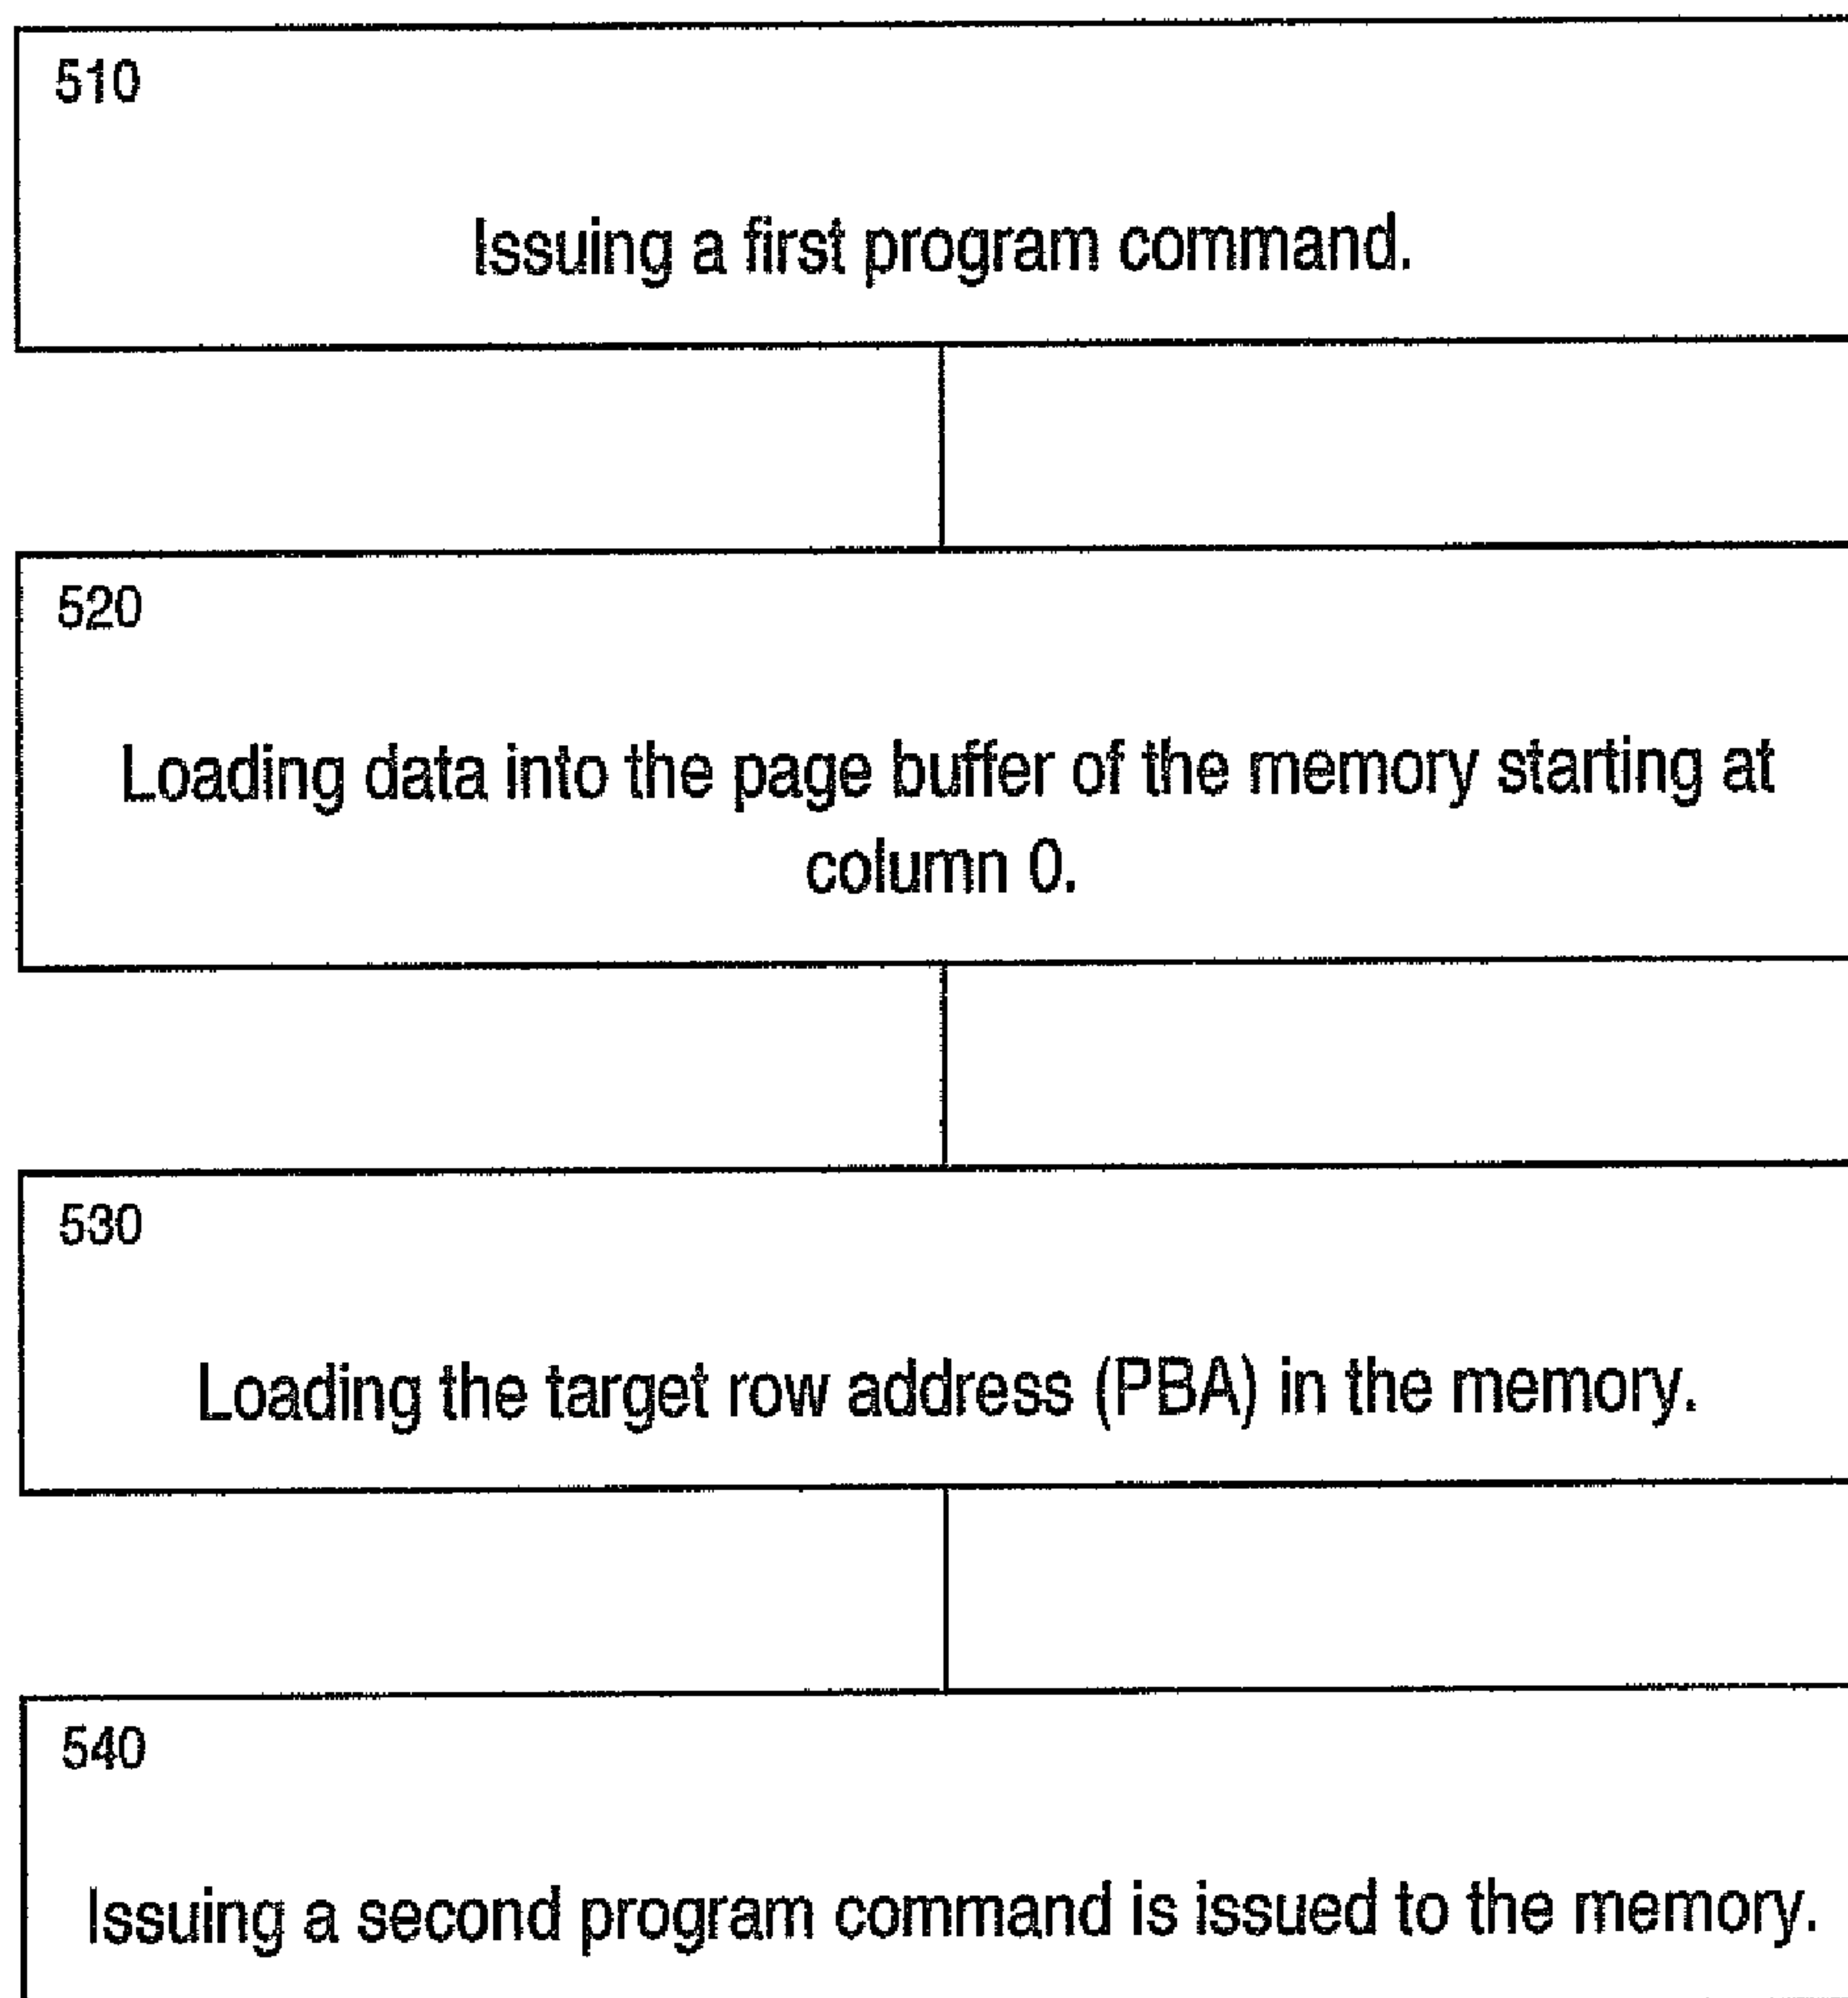 510
Issuing a first program command.
520
Loading data into the page buffer of the memory starting at
column 0.
530
Loading the target row address (PBA) in the memory.
540
Issuing a second program command is issued to the memory.